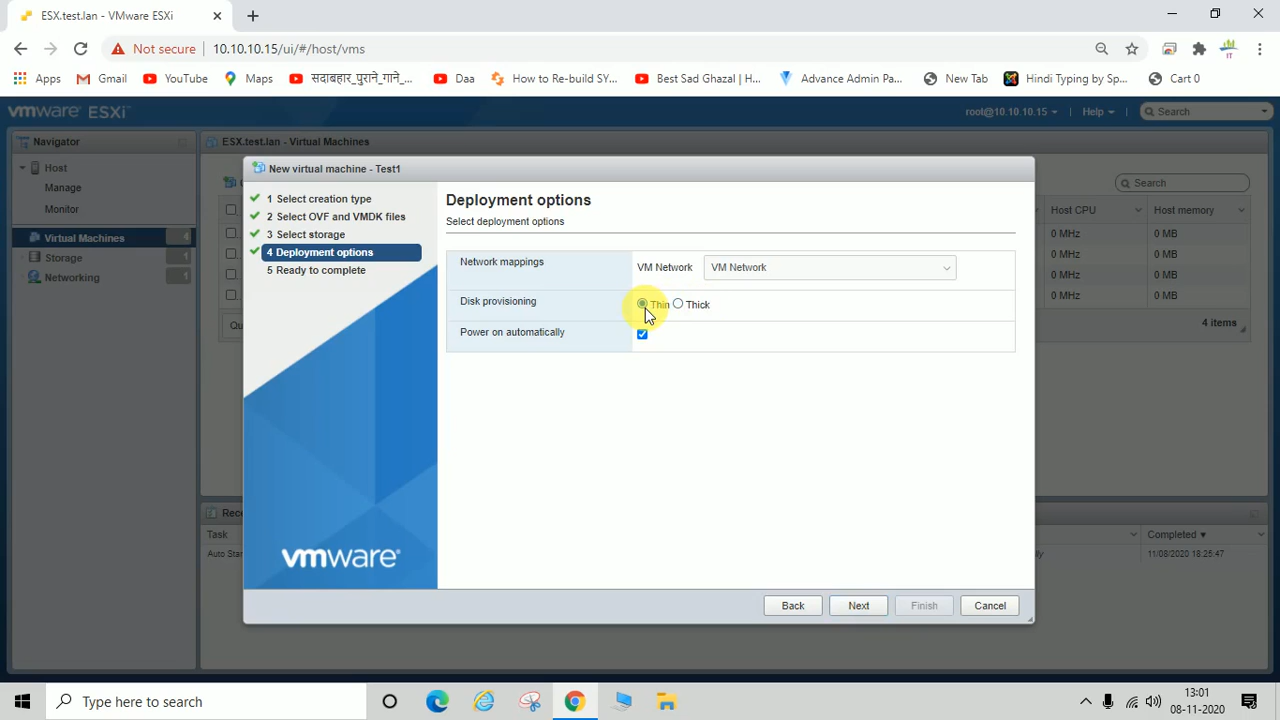 ESX.test.lan - VMware ESXi
Not secure 10.10.10.15/ui/#/host/vms
Apps Gmail YouTube Maps सदाबहार_पुराने_गाने_... Daa How to Re-build SY... Best Sad Ghazal | H... Advance Admin Pa... New Tab Hindi Typing by Sp... Cart 0
vmware ESXi root@10.10.10.15 | Help | Search
Navigator
ESX.test.lan - Virtual Machines
Host
Manage
Monitor
Virtual Machines 4
Storage 1
Networking 1
Search
Host CPU Host memory
0 MHz 0 MB
0 MHz 0 MB
0 MHz 0 MB
0 MHz 0 MB
Qu
4 items
New virtual machine - Test1
1 Select creation type
2 Select OVF and VMDK files
3 Select storage
4 Deployment options
5 Ready to complete
vmware
Deployment options
Select deployment options
Network mappings VM Network VM Network
Disk provisioning Thin Thick
Power on automatically
Back Next Finish Cancel
Rece
Task Completed
Auto Star 11/08/2020 18:25:47
Type here to search
13:01
08-11-2020